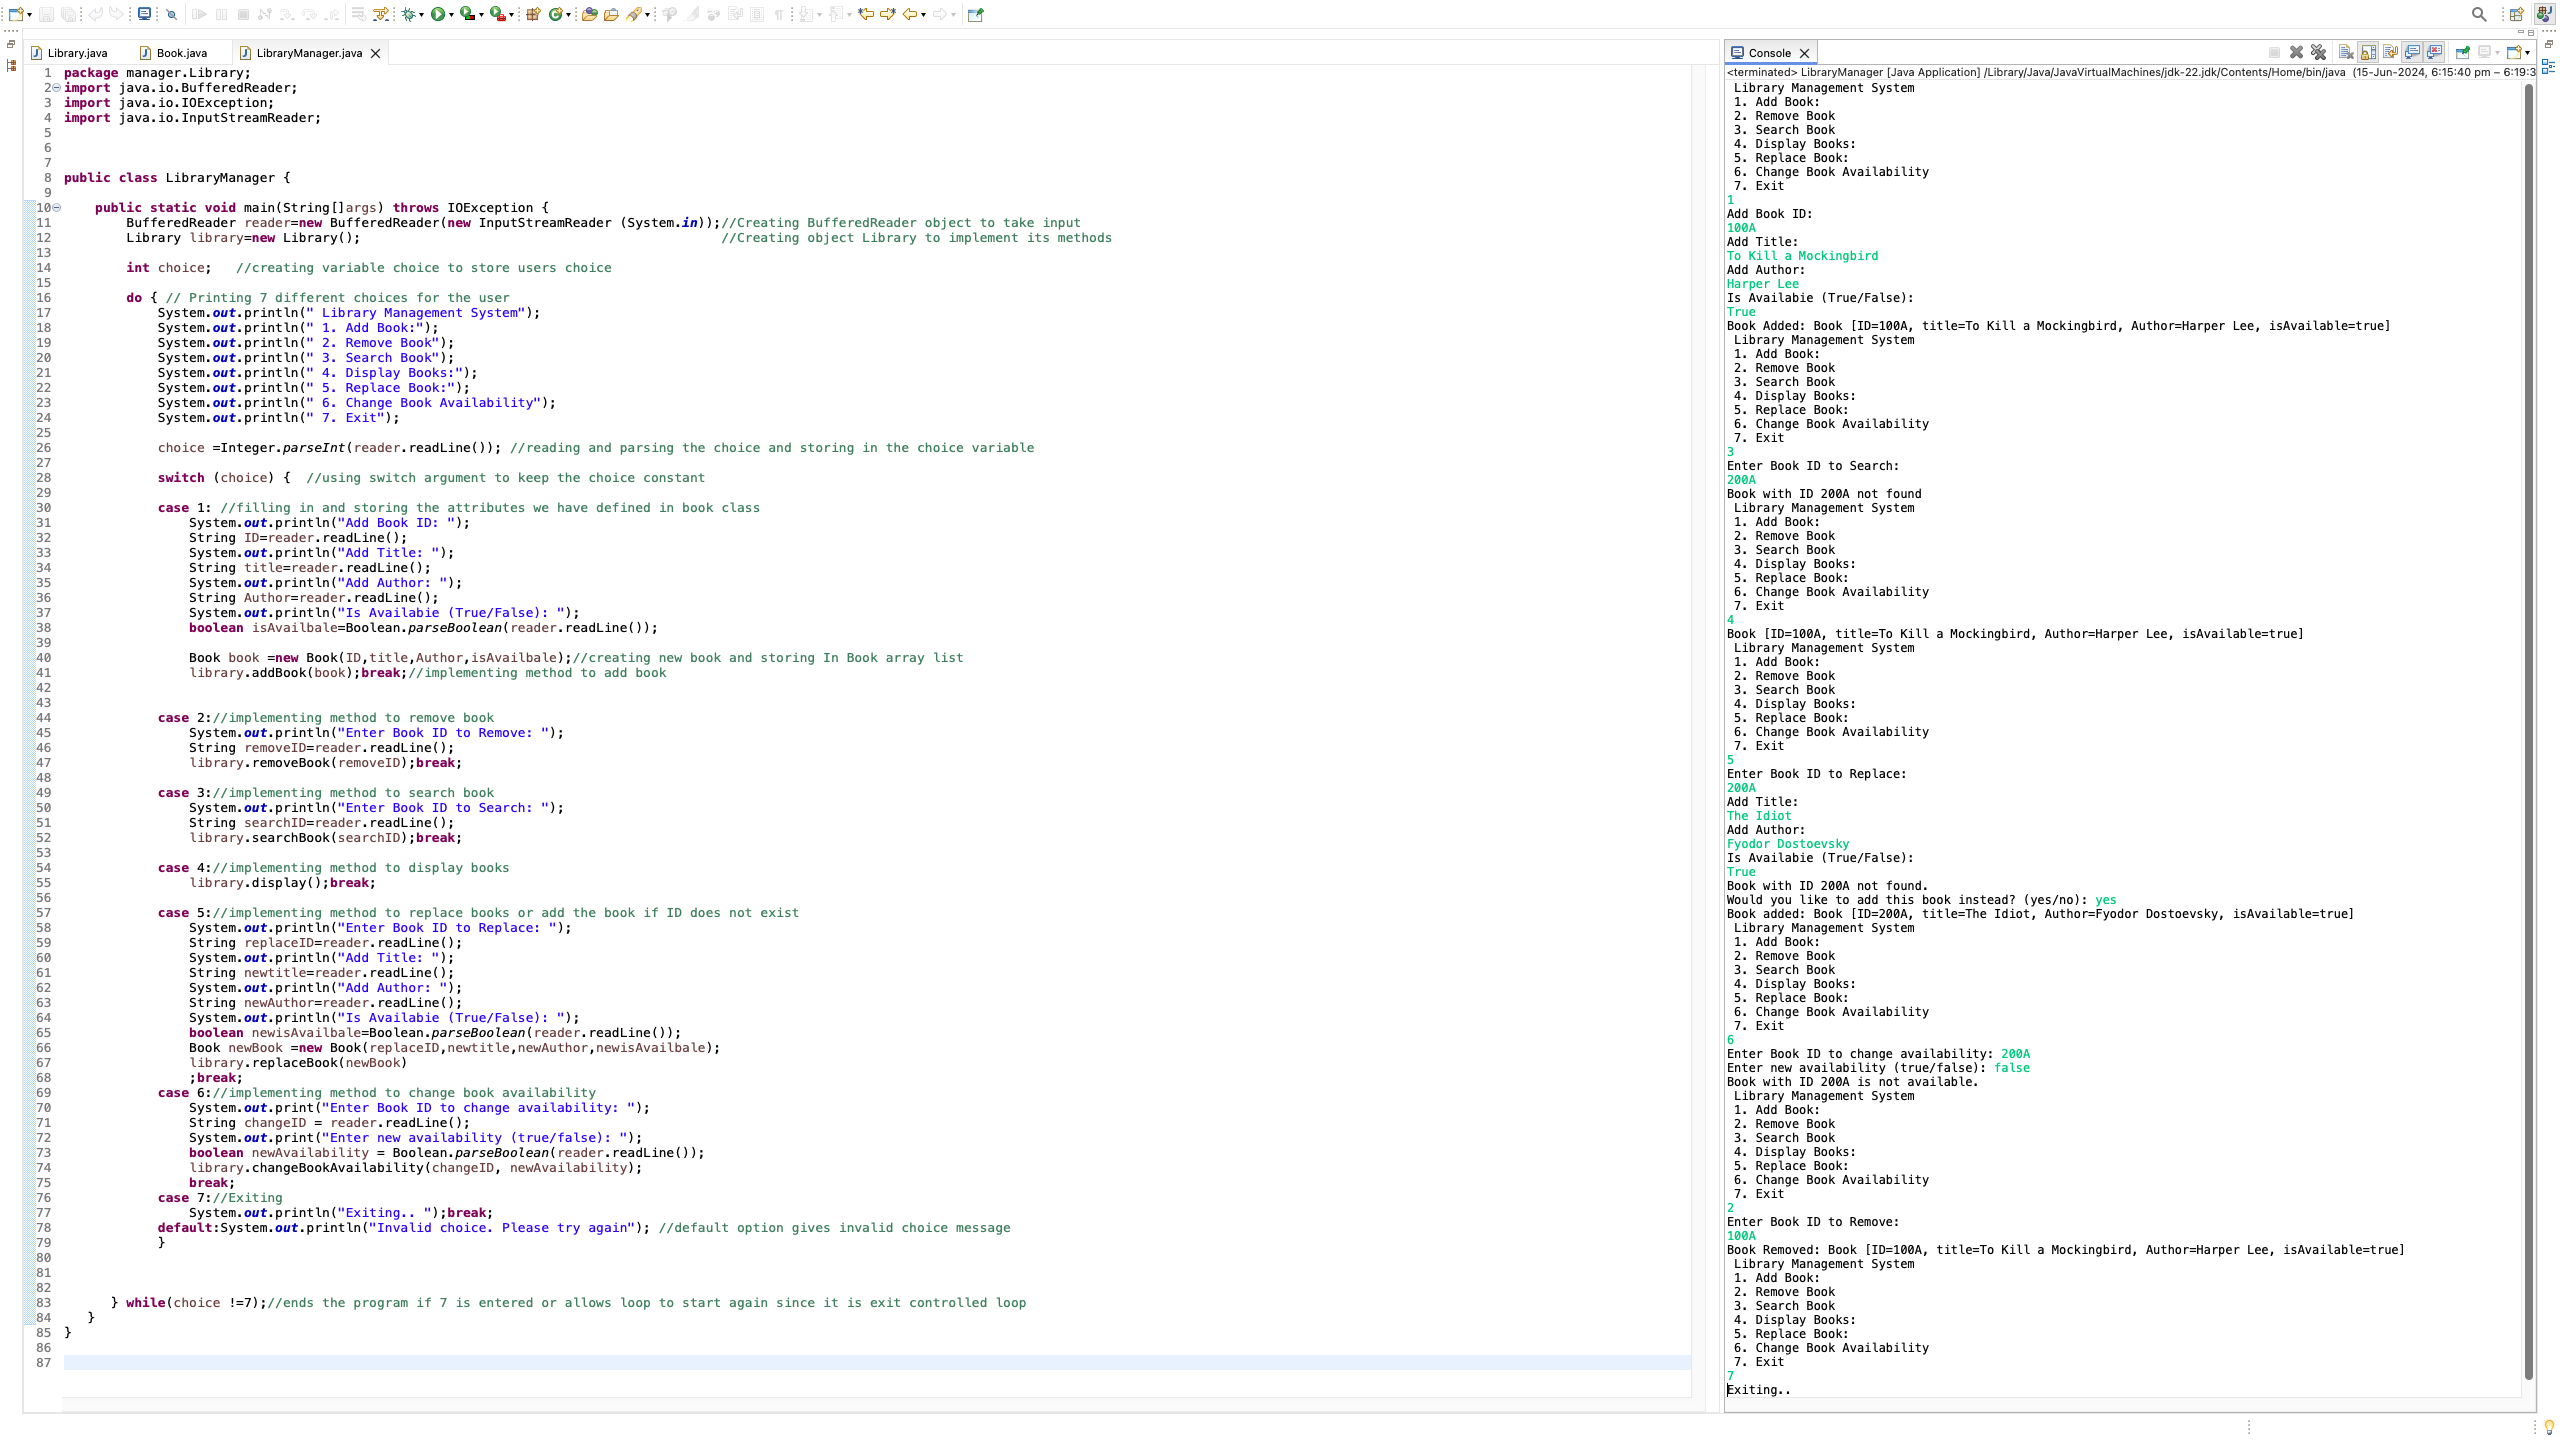 Library.java
Book.java
LibraryManager.java
1 package manager.Library;
2 import java.io.BufferedReader;
3 import java.io.IOException;
4 import java.io.InputStreamReader;
5
6
7
8 public class LibraryManager {
9
10     public static void main(String[]args) throws IOException {
11         BufferedReader reader=new BufferedReader(new InputStreamReader (System.in));//Creating BufferedReader object to take input
12         Library library=new Library();                                              //Creating object Library to implement its methods
13
14         int choice;   //creating variable choice to store users choice
15
16         do { // Printing 7 different choices for the user
17             System.out.println(" Library Management System");
18             System.out.println(" 1. Add Book:");
19             System.out.println(" 2. Remove Book");
20             System.out.println(" 3. Search Book");
21             System.out.println(" 4. Display Books:");
22             System.out.println(" 5. Replace Book:");
23             System.out.println(" 6. Change Book Availability");
24             System.out.println(" 7. Exit");
25
26             choice =Integer.parseInt(reader.readLine()); //reading and parsing the choice and storing in the choice variable
27
28             switch (choice) {  //using switch argument to keep the choice constant
29
30             case 1: //filling in and storing the attributes we have defined in book class
31                 System.out.println("Add Book ID: ");
32                 String ID=reader.readLine();
33                 System.out.println("Add Title: ");
34                 String title=reader.readLine();
35                 System.out.println("Add Author: ");
36                 String Author=reader.readLine();
37                 System.out.println("Is Availabie (True/False): ");
38                 boolean isAvailbale=Boolean.parseBoolean(reader.readLine());
39
40                 Book book =new Book(ID,title,Author,isAvailbale);//creating new book and storing In Book array list
41                 library.addBook(book);break;//implementing method to add book
42
43
44             case 2://implementing method to remove book
45                 System.out.println("Enter Book ID to Remove: ");
46                 String removeID=reader.readLine();
47                 library.removeBook(removeID);break;
48
49             case 3://implementing method to search book
50                 System.out.println("Enter Book ID to Search: ");
51                 String searchID=reader.readLine();
52                 library.searchBook(searchID);break;
53
54             case 4://implementing method to display books
55                 library.display();break;
56
57             case 5://implementing method to replace books or add the book if ID does not exist
58                 System.out.println("Enter Book ID to Replace: ");
59                 String replaceID=reader.readLine();
60                 System.out.println("Add Title: ");
61                 String newtitle=reader.readLine();
62                 System.out.println("Add Author: ");
63                 String newAuthor=reader.readLine();
64                 System.out.println("Is Availabie (True/False): ");
65                 boolean newisAvailbale=Boolean.parseBoolean(reader.readLine());
66                 Book newBook =new Book(replaceID,newtitle,newAuthor,newisAvailbale);
67                 library.replaceBook(newBook)
68                 ;break;
69             case 6://implementing method to change book availability
70                 System.out.print("Enter Book ID to change availability: ");
71                 String changeID = reader.readLine();
72                 System.out.print("Enter new availability (true/false): ");
73                 boolean newAvailability = Boolean.parseBoolean(reader.readLine());
74                 library.changeBookAvailability(changeID, newAvailability);
75                 break;
76             case 7://Exiting
77                 System.out.println("Exiting.. ");break;
78             default:System.out.println("Invalid choice. Please try again"); //default option gives invalid choice message
79             }
80
81
82
83       } while(choice !=7);//ends the program if 7 is entered or allows loop to start again since it is exit controlled loop
84    }
85 }
86
87
Console
<terminated> LibraryManager [Java Application] /Library/Java/JavaVirtualMachines/jdk-22.jdk/Contents/Home/bin/java (15-Jun-2024, 6:15:40 pm – 6:19:3
Library Management System
1. Add Book:
2. Remove Book
3. Search Book
4. Display Books:
5. Replace Book:
6. Change Book Availability
7. Exit
1
Add Book ID:
100A
Add Title:
To Kill a Mockingbird
Add Author:
Harper Lee
Is Availabie (True/False):
True
Book Added: Book [ID=100A, title=To Kill a Mockingbird, Author=Harper Lee, isAvailable=true]
Library Management System
1. Add Book:
2. Remove Book
3. Search Book
4. Display Books:
5. Replace Book:
6. Change Book Availability
7. Exit
3
Enter Book ID to Search:
200A
Book with ID 200A not found
Library Management System
1. Add Book:
2. Remove Book
3. Search Book
4. Display Books:
5. Replace Book:
6. Change Book Availability
7. Exit
4
Book [ID=100A, title=To Kill a Mockingbird, Author=Harper Lee, isAvailable=true]
Library Management System
1. Add Book:
2. Remove Book
3. Search Book
4. Display Books:
5. Replace Book:
6. Change Book Availability
7. Exit
5
Enter Book ID to Replace:
200A
Add Title:
The Idiot
Add Author:
Fyodor Dostoevsky
Is Availabie (True/False):
True
Book with ID 200A not found.
Would you like to add this book instead? (yes/no): yes
Book added: Book [ID=200A, title=The Idiot, Author=Fyodor Dostoevsky, isAvailable=true]
Library Management System
1. Add Book:
2. Remove Book
3. Search Book
4. Display Books:
5. Replace Book:
6. Change Book Availability
7. Exit
6
Enter Book ID to change availability: 200A
Enter new availability (true/false): false
Book with ID 200A is not available.
Library Management System
1. Add Book:
2. Remove Book
3. Search Book
4. Display Books:
5. Replace Book:
6. Change Book Availability
7. Exit
2
Enter Book ID to Remove:
100A
Book Removed: Book [ID=100A, title=To Kill a Mockingbird, Author=Harper Lee, isAvailable=true]
Library Management System
1. Add Book:
2. Remove Book
3. Search Book
4. Display Books:
5. Replace Book:
6. Change Book Availability
7. Exit
7
Exiting..